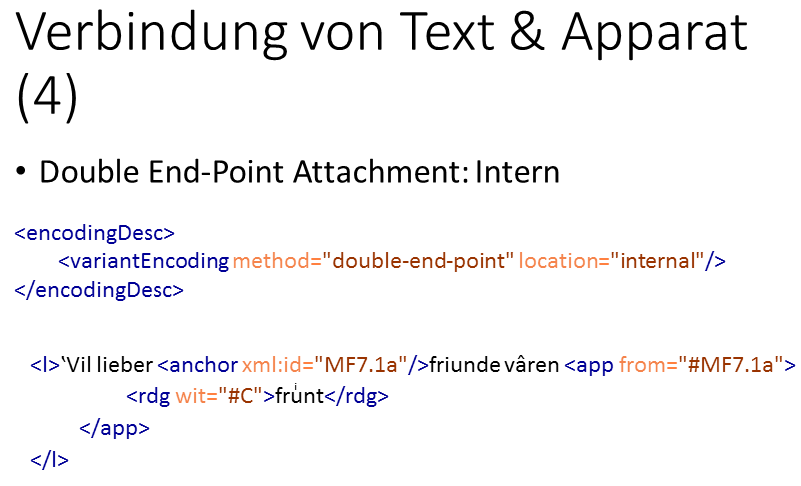 Verbindung von Text & Apparat
(4)
• Double End-Point Attachment: Intern
<encodingDesc>
<variantEncoding method="double-end-point" location="internal"/>
</encodingDesc>
<l>‛Vil lieber <anchor xml:id="MF7.1a"/>friunde vâren <app from="#MF7.1a">
<rdg wit="#C">fruͥnt</rdg>
</app>
</l>